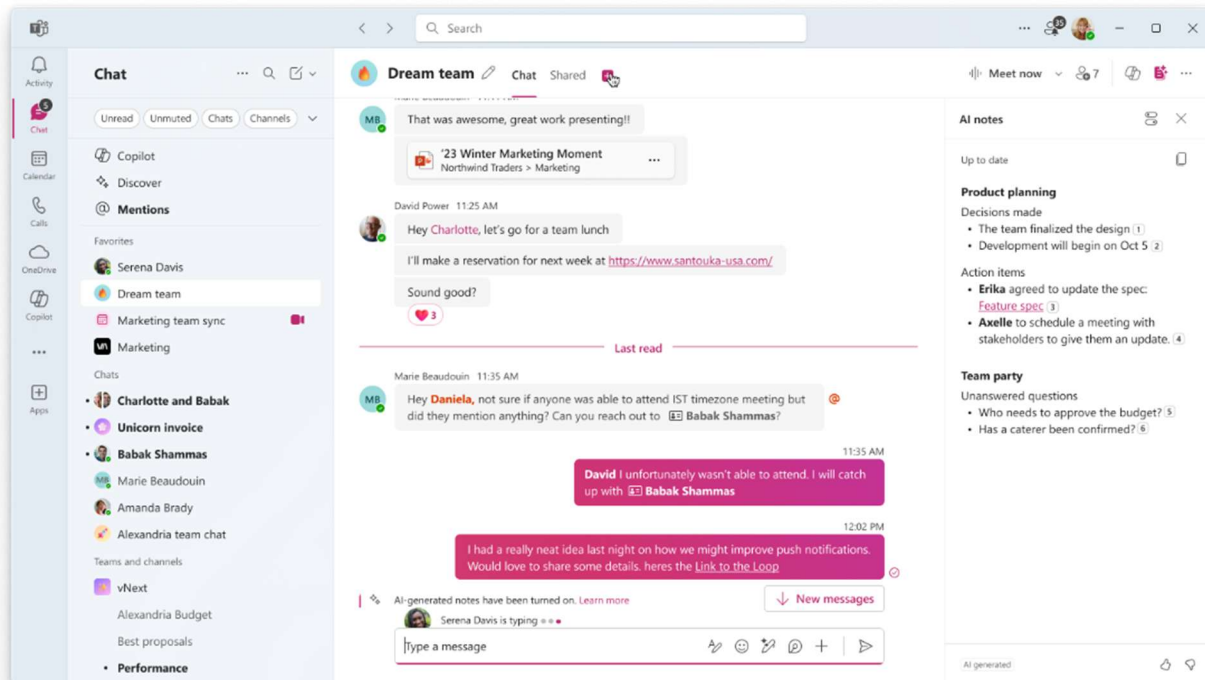 Search
35
Activity
5
Chat
Calendar
Calls
OneDrive
Copilot
Apps
Chat
Unread
Unmuted
Chats
Channels
Copilot
Discover
Mentions
Favorites
Serena Davis
Dream team
Marketing team sync
Marketing
Chats
Charlotte and Babak
Unicorn invoice
Babak Shammas
MB
Marie Beaudouin
Amanda Brady
Alexandria team chat
Teams and channels
vNext
Alexandria Budget
Best proposals
Performance
Dream team
Chat
Shared
Meet now
7
MB
That was awesome, great work presenting!!
'23 Winter Marketing Moment
Northwind Traders > Marketing
David Power 11:25 AM
Hey Charlotte, let's go for a team lunch
I'll make a reservation for next week at https://www.santouka-usa.com/
Sound good?
3
Last read
Marie Beaudouin 11:35 AM
MB
Hey Daniela, not sure if anyone was able to attend IST timezone meeting but
did they mention anything? Can you reach out to Babak Shammas?
@
11:35 AM
David I unfortunately wasn't able to attend. I will catch
up with Babak Shammas
12:02 PM
I had a really neat idea last night on how we might improve push notifications.
Would love to share some details. heres the Link to the Loop
AI-generated notes have been turned on. Learn more
New messages
Serena Davis is typing
Type a message
AI notes
Up to date
Product planning
Decisions made
• The team finalized the design 1
• Development will begin on Oct 5 2
Action items
• Erika agreed to update the spec:
Feature spec 3
• Axelle to schedule a meeting with
stakeholders to give them an update. 4
Team party
Unanswered questions
• Who needs to approve the budget? 5
• Has a caterer been confirmed? 6
AI generated